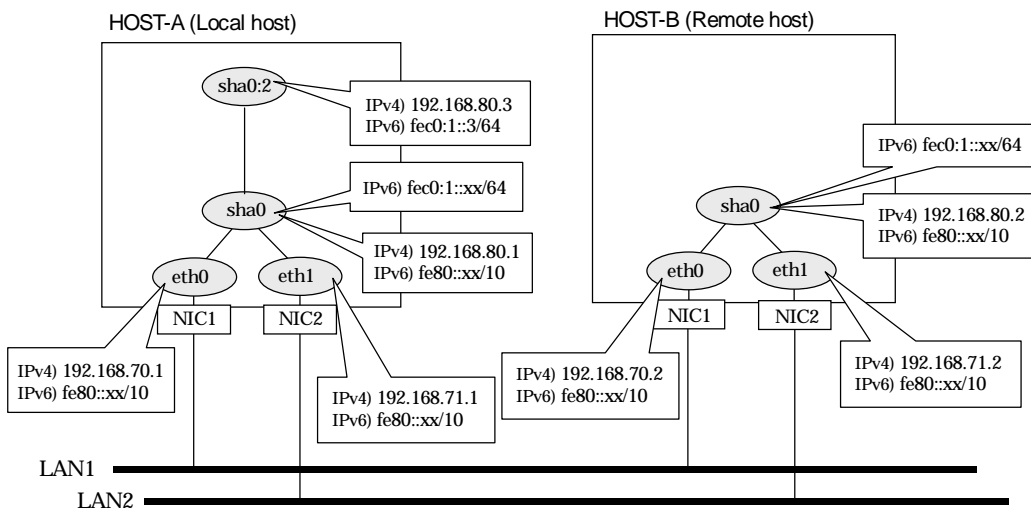 HOST-A (Local host)
HOST-B (Remote host)
sha0:2
IPv4) 192.168.80.3
IPv6) fec0:1::3/64
IPv6) fec0:1::xx/64
IPv6) fec0:1::xx/64
sha0
sha0
IPv4) 192.168.80.1
IPv6) fe80::xx/10
IPv4) 192.168.80.2
IPv6) fe80::xx/10
eth0
eth1
eth0
eth1
NIC1
NIC2
NIC1
NIC2
IPv4) 192.168.70.1
IPv6) fe80::xx/10
IPv4) 192.168.71.1
IPv6) fe80::xx/10
IPv4) 192.168.70.2
IPv6) fe80::xx/10
IPv4) 192.168.71.2
IPv6) fe80::xx/10
LAN1
LAN2